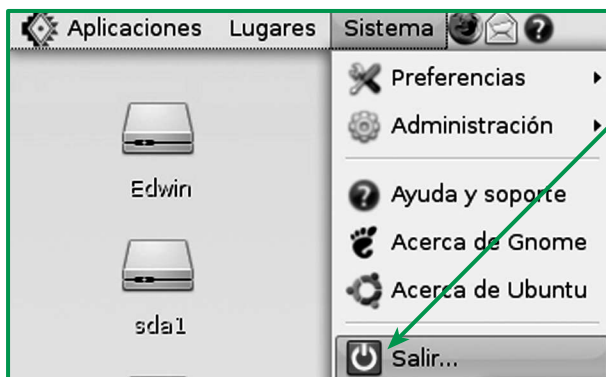 Aplicaciones Lugares Sistema
Preferencias
Administración
Edwin
Ayuda y soporte
Acerca de Gnome
sda1
Acerca de Ubuntu
Salir...